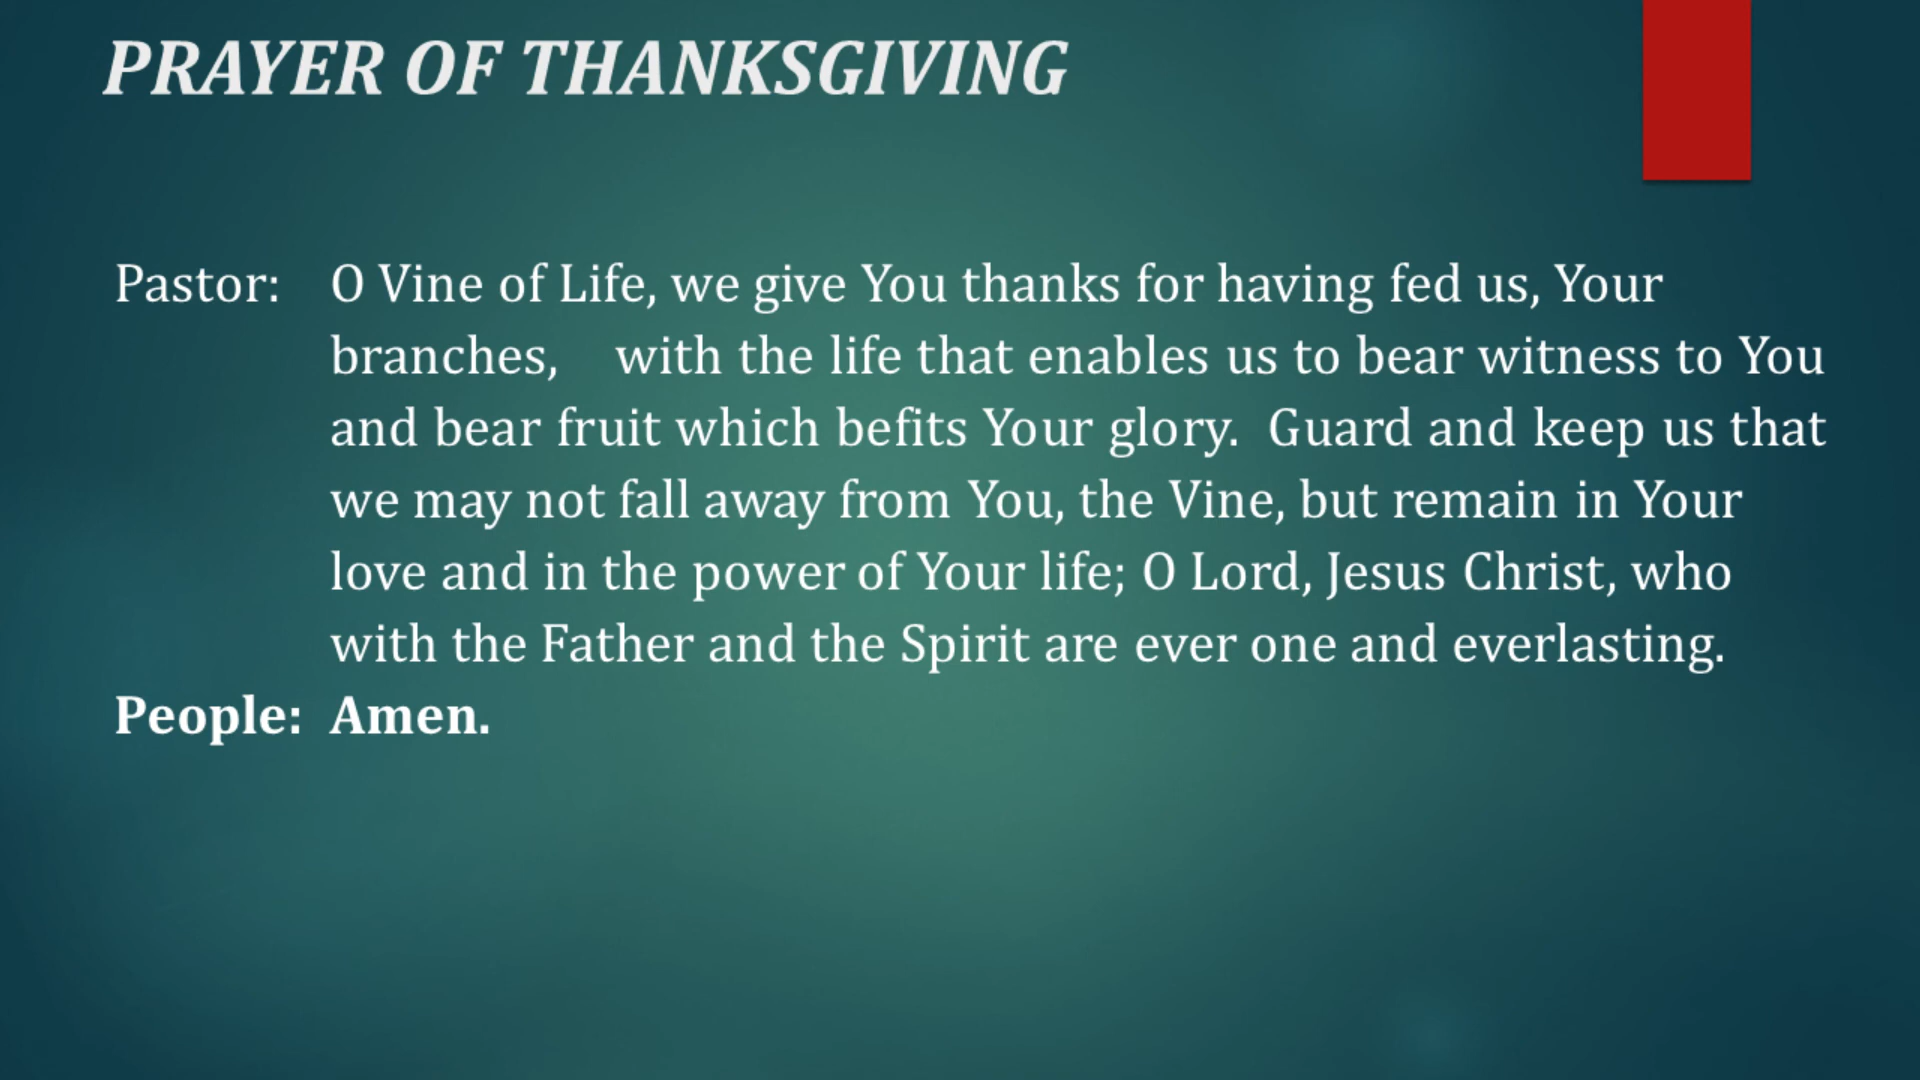 PRAYER OF THANKSGIVING
Pastor: O Vine of Life, we give You thanks for having fed us, Your
branches, with the life that enables us to bear witness to You
and bear fruit which befits Your glory. Guard and keep us that
we may not fall away from You, the Vine, but remain in Your
love and in the power of Your life; O Lord, Jesus Christ, who
with the Father and the Spirit are ever one and everlasting.
People: Amen.